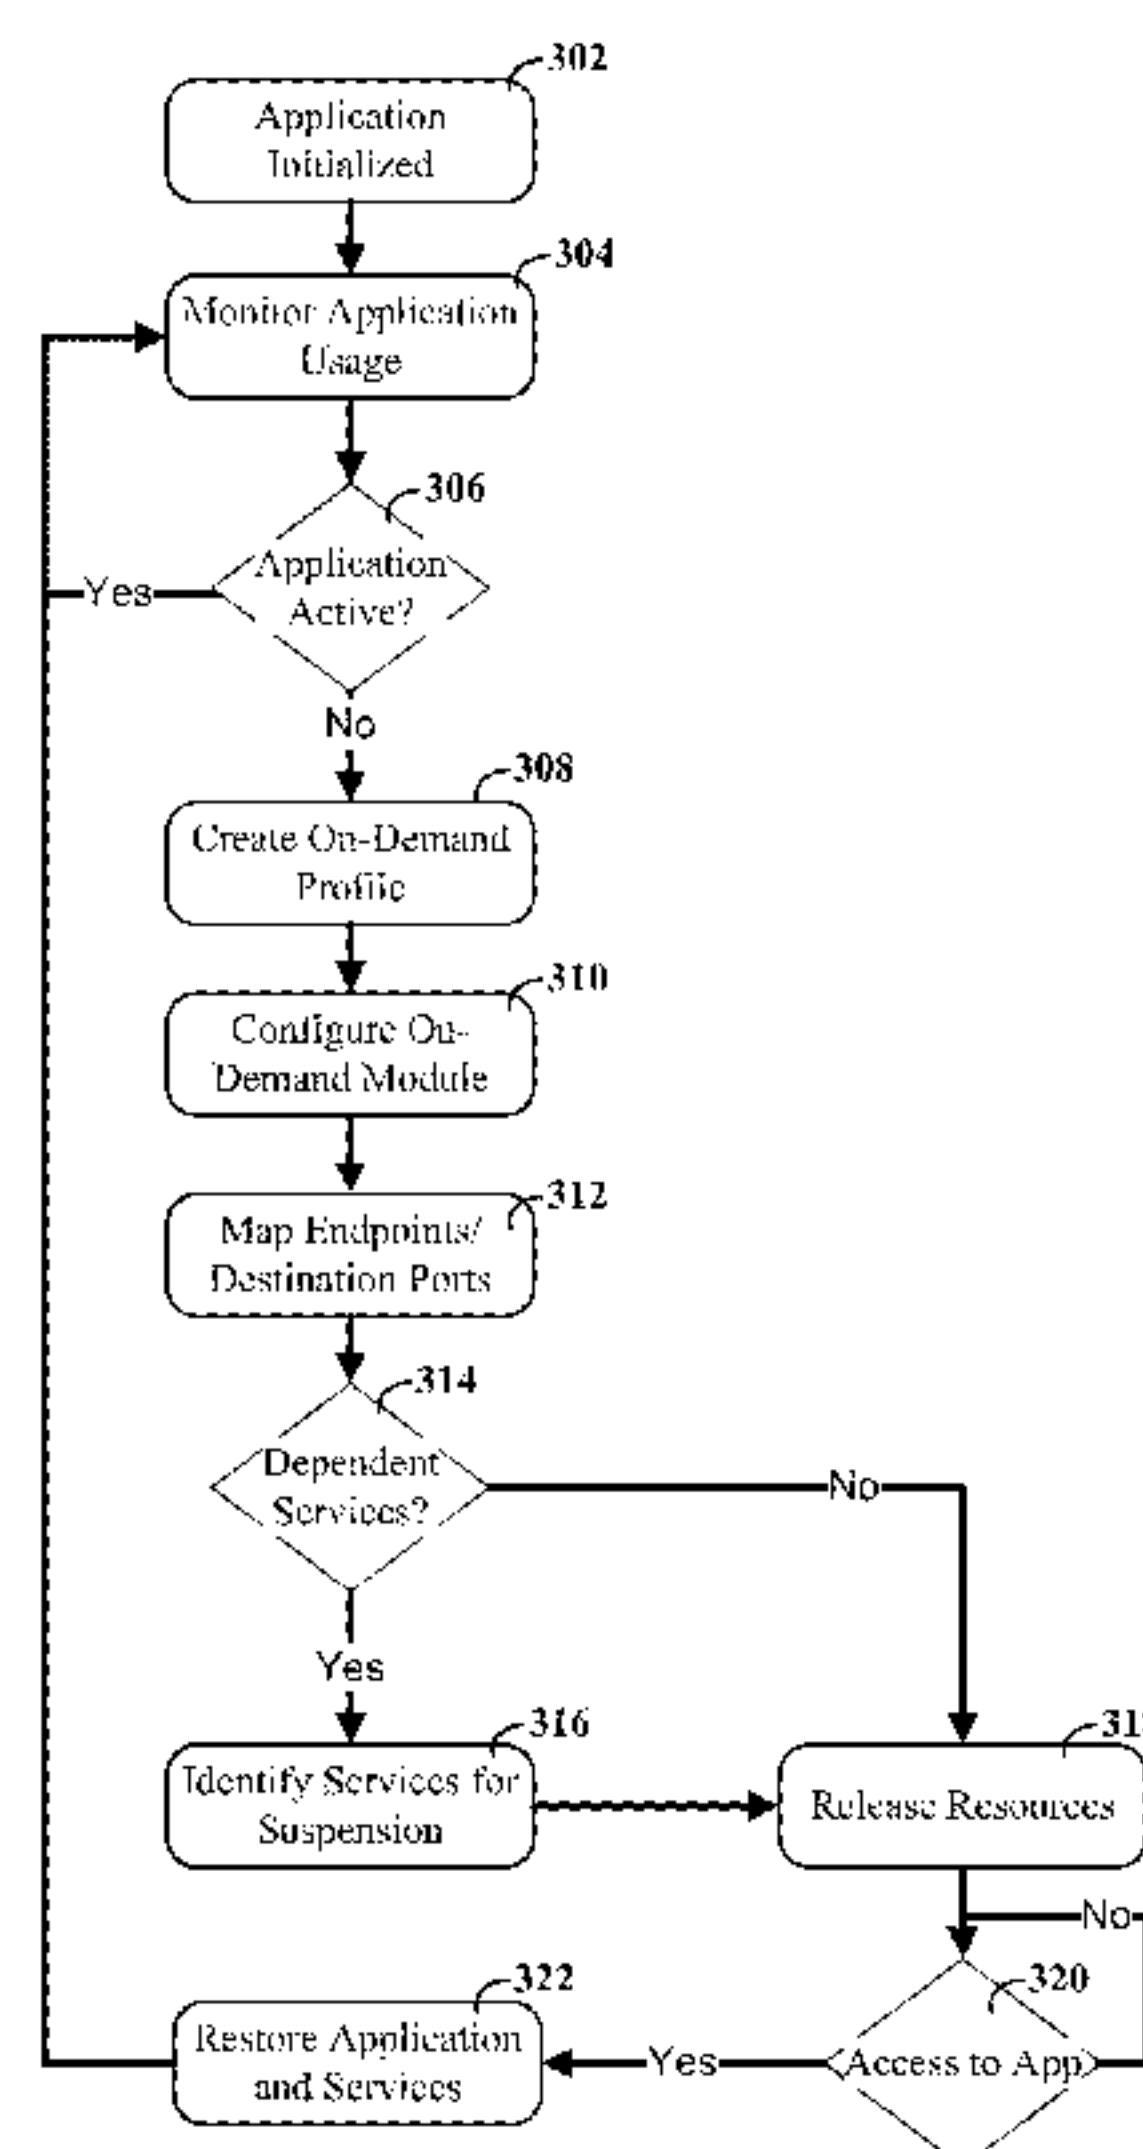 302
Application
Initialized
304
Monitor Application
Usage
306
Application
Active?
Yes
No
308
Create On-Demand
Profile
310
Configure On-
Demand Module
312
Map Endpoints/
Destination Ports
314
Dependent
Services?
No
Yes
316
Identify Services for
Suspension
Release Resources
No
320
Access to App
Yes
322
Restore Application
and Services